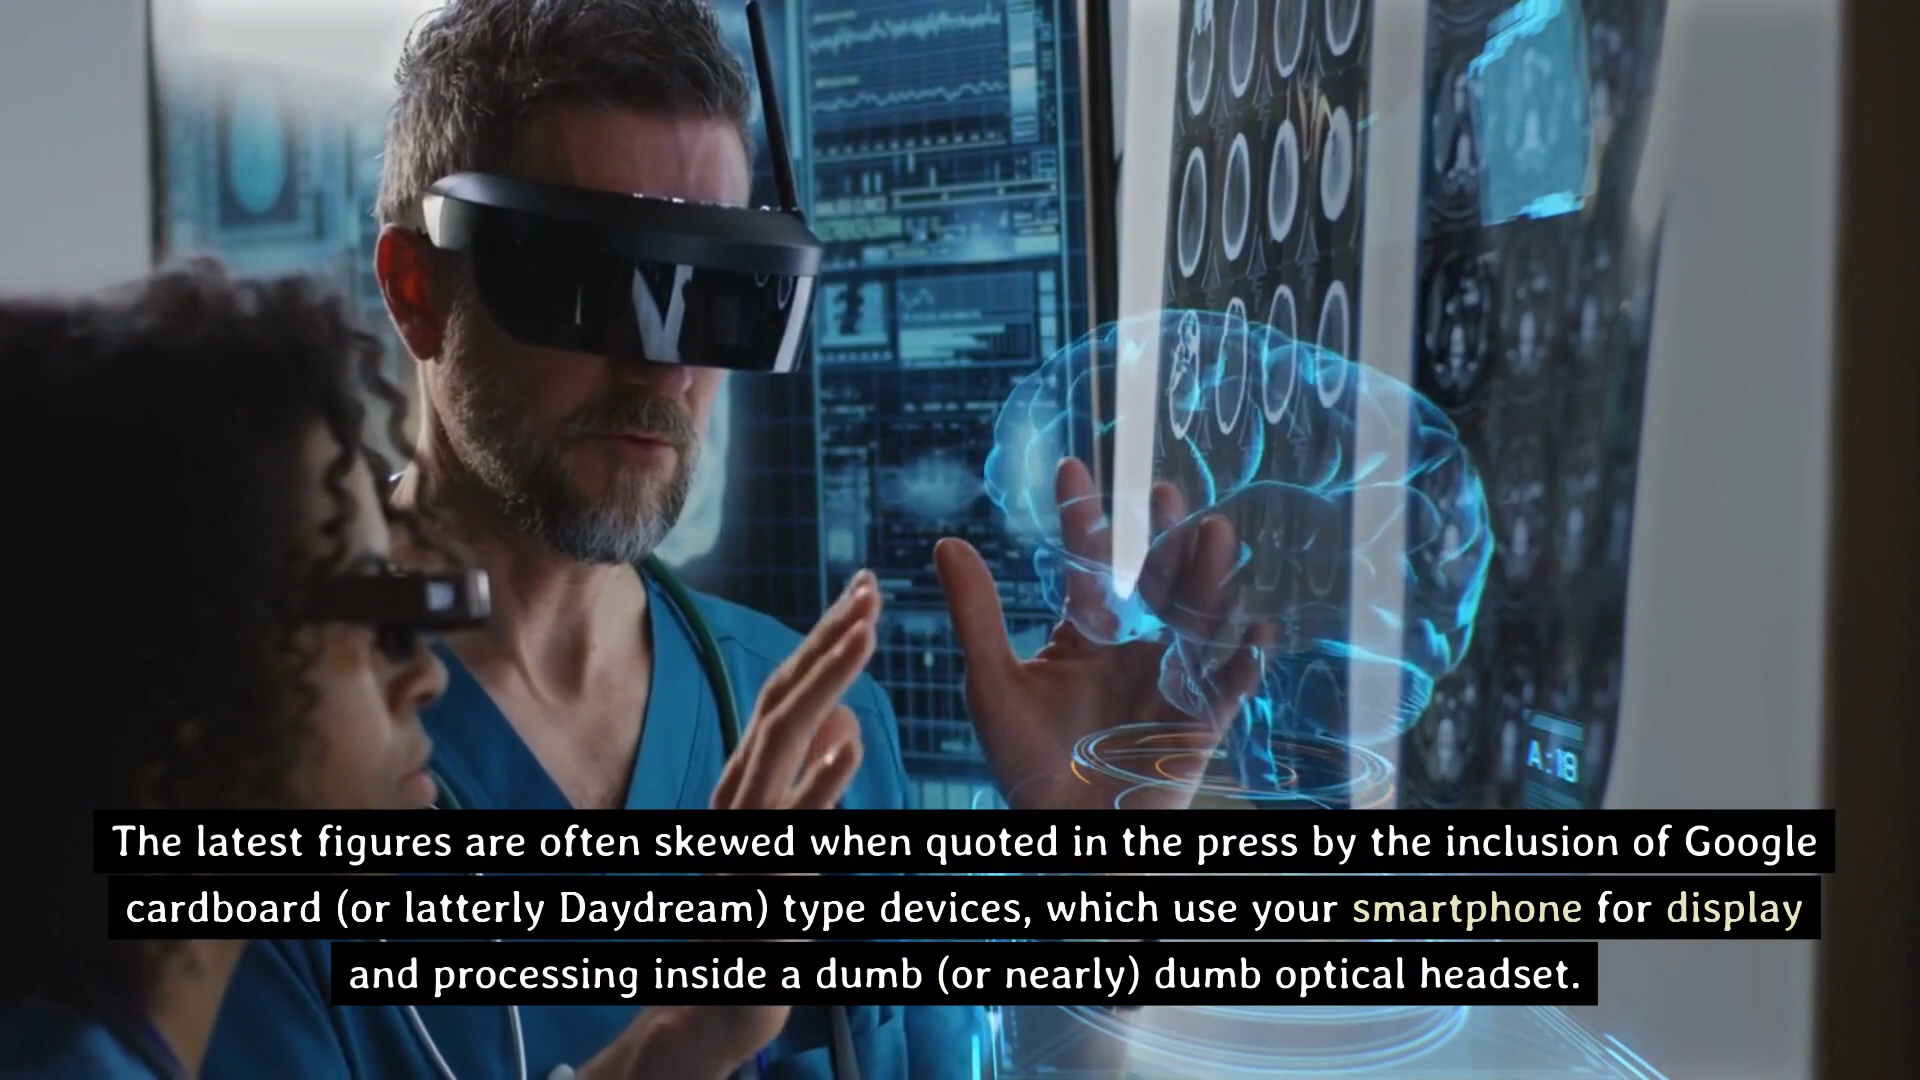 A:18
The latest figures are often skewed when quoted in the press by the inclusion of Google
cardboard (or latterly Daydream) type devices, which use your smartphone for display
and processing inside a dumb (or nearly) dumb optical headset.